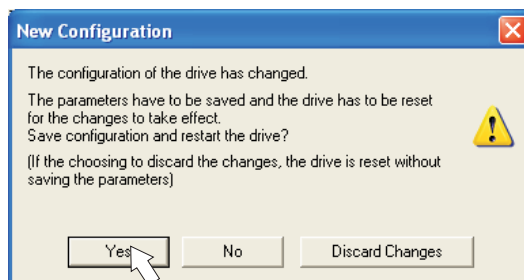 New Configuration
The configuration of the drive has changed.
The parameters have to be saved and the drive has to be reset
for the changes to take effect.
Save configuration and restart the drive?
(If the choosing to discard the changes, the drive is reset without
saving the parameters)
Yes No Discard Changes